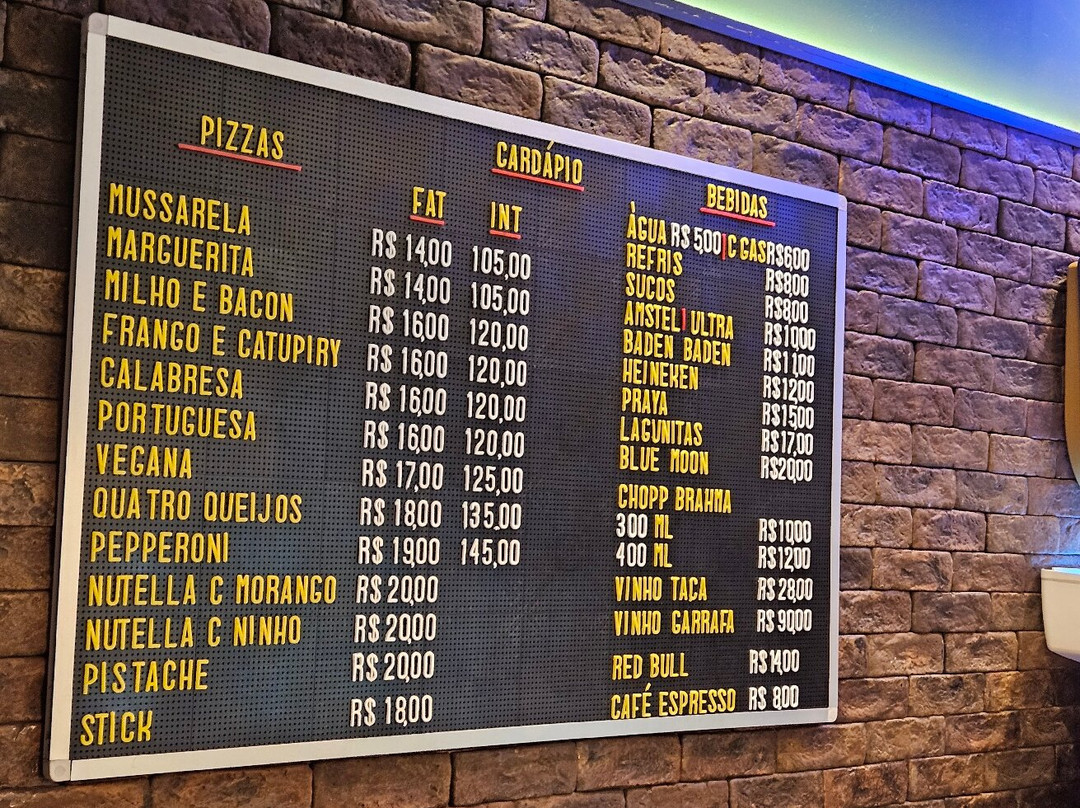 CARDÁPIO
PIZZAS FAT INT
MUSSARELA R$ 14,00 105,00
MARGUERITA R$ 14,00 105,00
MILHO E BACON R$ 16,00 120,00
FRANGO E CATUPIRY R$ 16,00 120,00
CALABRESA R$ 16,00 120,00
PORTUGUESA R$ 16,00 120,00
VEGANA R$ 17,00 125,00
QUATRO QUEIJOS R$ 18,00 135,00
PEPPERONI R$ 19,00 145,00
NUTELLA C MORANGO R$ 20,00
NUTELLA C NINHO R$ 20,00
PISTACHE R$ 20,00
STICK R$ 18,00
BEBIDAS
ÀGUA R$ 5,00|C GAS R$6,00
REFRIS R$8,00
SUCOS R$8,00
AMSTEL|ULTRA R$10,00
BADEN BADEN R$11,00
HEINEKEN R$12,00
PRAYA R$15,00
LAGUNITAS R$17,00
BLUE MOON R$20,00
CHOPP BRAHMA
300 ML R$10,00
400 ML R$12,00
VINHO TAÇA R$ 28,00
VINHO GARRAFA R$ 90,00
RED BULL R$ 14,00
CAFÉ ESPRESSO R$ 8,00